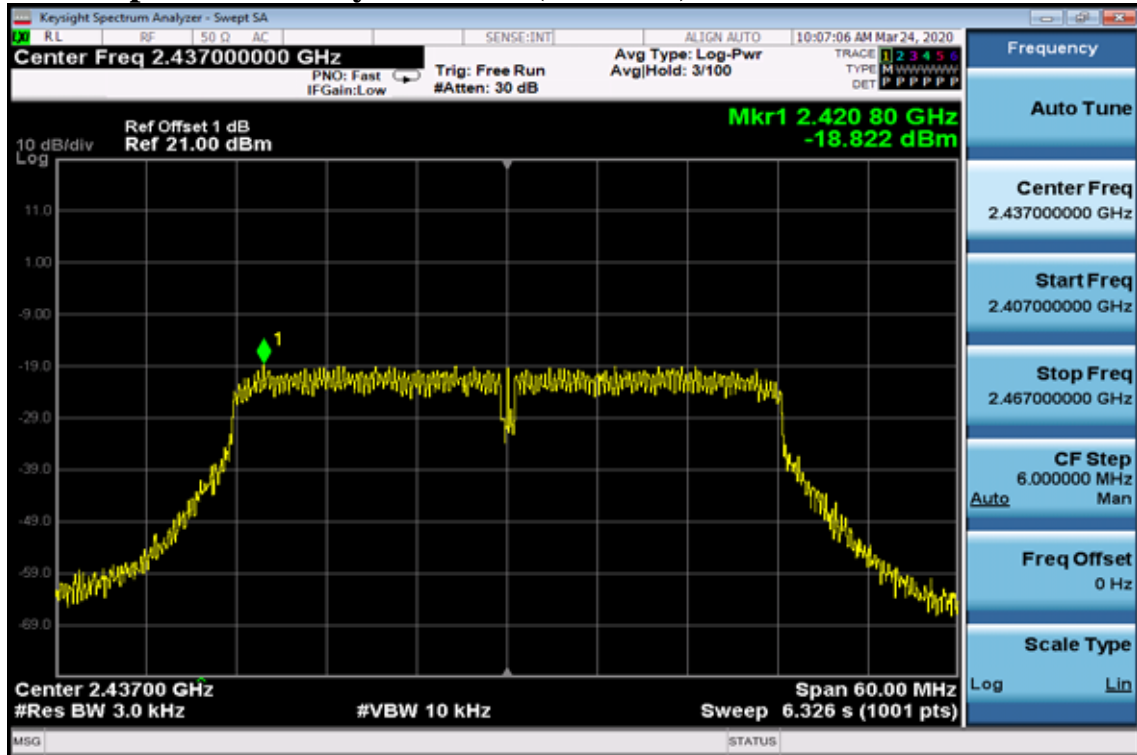 Keysight Spectrum Analyzer - Swept SA
LXI RL RF 50 Ω AC SENSE:INT ALIGN AUTO 10:07:06 AM Mar 24, 2020
Center Freq 2.437000000 GHz
PNO: Fast
IFGain:Low
Trig: Free Run
#Atten: 30 dB
Avg Type: Log-Pwr
Avg|Hold: 3/100
TRACE 1 2 3 4 5 6
TYPE M WWWWW
DET P P P P P P
Mkr1 2.420 80 GHz
-18.822 dBm
Ref Offset 1 dB
10 dB/div Ref 21.00 dBm
Log
11.0
1.00
-9.00
1
-19.0
-29.0
-39.0
-49.0
-59.0
-69.0
Center 2.43700 GHz Span 60.00 MHz
#Res BW 3.0 kHz #VBW 10 kHz Sweep 6.326 s (1001 pts)
MSG STATUS
Frequency
Auto Tune
Center Freq
2.437000000 GHz
Start Freq
2.407000000 GHz
Stop Freq
2.467000000 GHz
CF Step
6.000000 MHz
Auto Man
Freq Offset
0 Hz
Scale Type
Log Lin